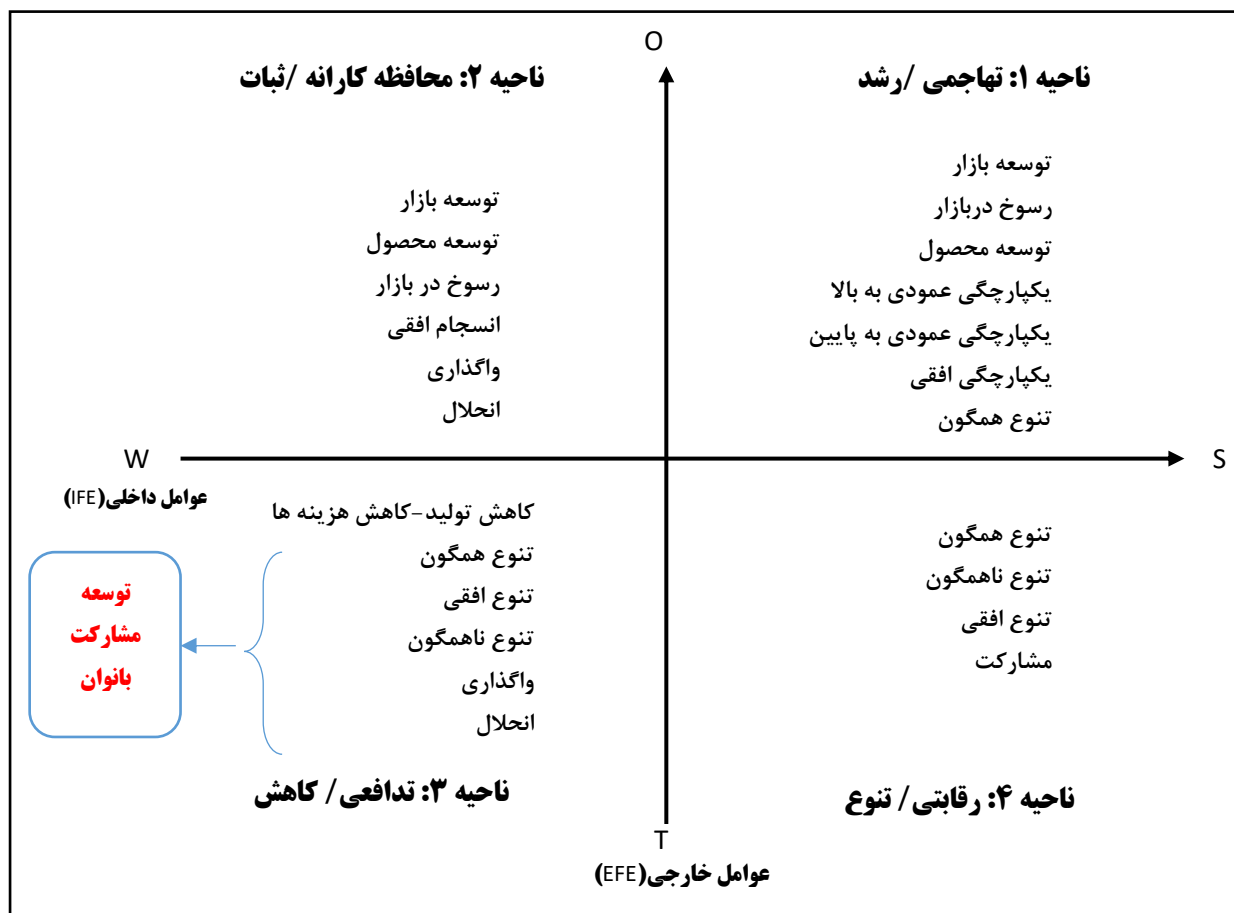 O
ناحیه ۱: تهاجمی /رشد
توسعه بازار
رسوخ دربازار
توسعه محصول
یکپارچگی عمودی به بالا
یکپارچگی عمودی به پایین
یکپارچگی افقی
تنوع همگون
ناحیه ۲: محافظه کارانه /ثبات
توسعه بازار
توسعه محصول
رسوخ در بازار
انسجام افقی
واگذاری
انحلال
S
W
عوامل داخلی(IFE)
تنوع همگون
تنوع ناهمگون
تنوع افقی
مشارکت
ناحیه ۴: رقابتی/ تنوع
کاهش تولید-کاهش هزینه ها
تنوع همگون
تنوع افقی
تنوع ناهمگون
واگذاری
انحلال
توسعه
مشارکت
بانوان
ناحیه ۳: تدافعی/ کاهش
T
عوامل خارجی(EFE)